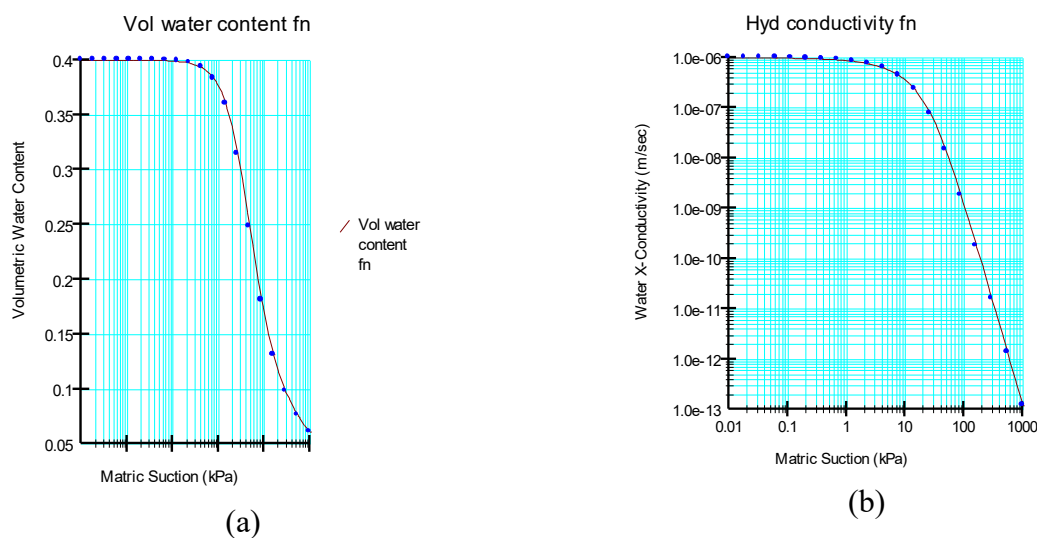 Vol water content fn
0.4
0.35
0.3
0.25
0.2
0.15
0.1
0.05
Volumetric Water Content
Matric Suction (kPa)
Vol water
content
fn
(a)
Hyd conductivity fn
1.0e-06
1.0e-07
1.0e-08
1.0e-09
1.0e-10
1.0e-11
1.0e-12
1.0e-13
Water X-Conductivity (m/sec)
0.01 0.1 1 10 100 1000
Matric Suction (kPa)
(b)